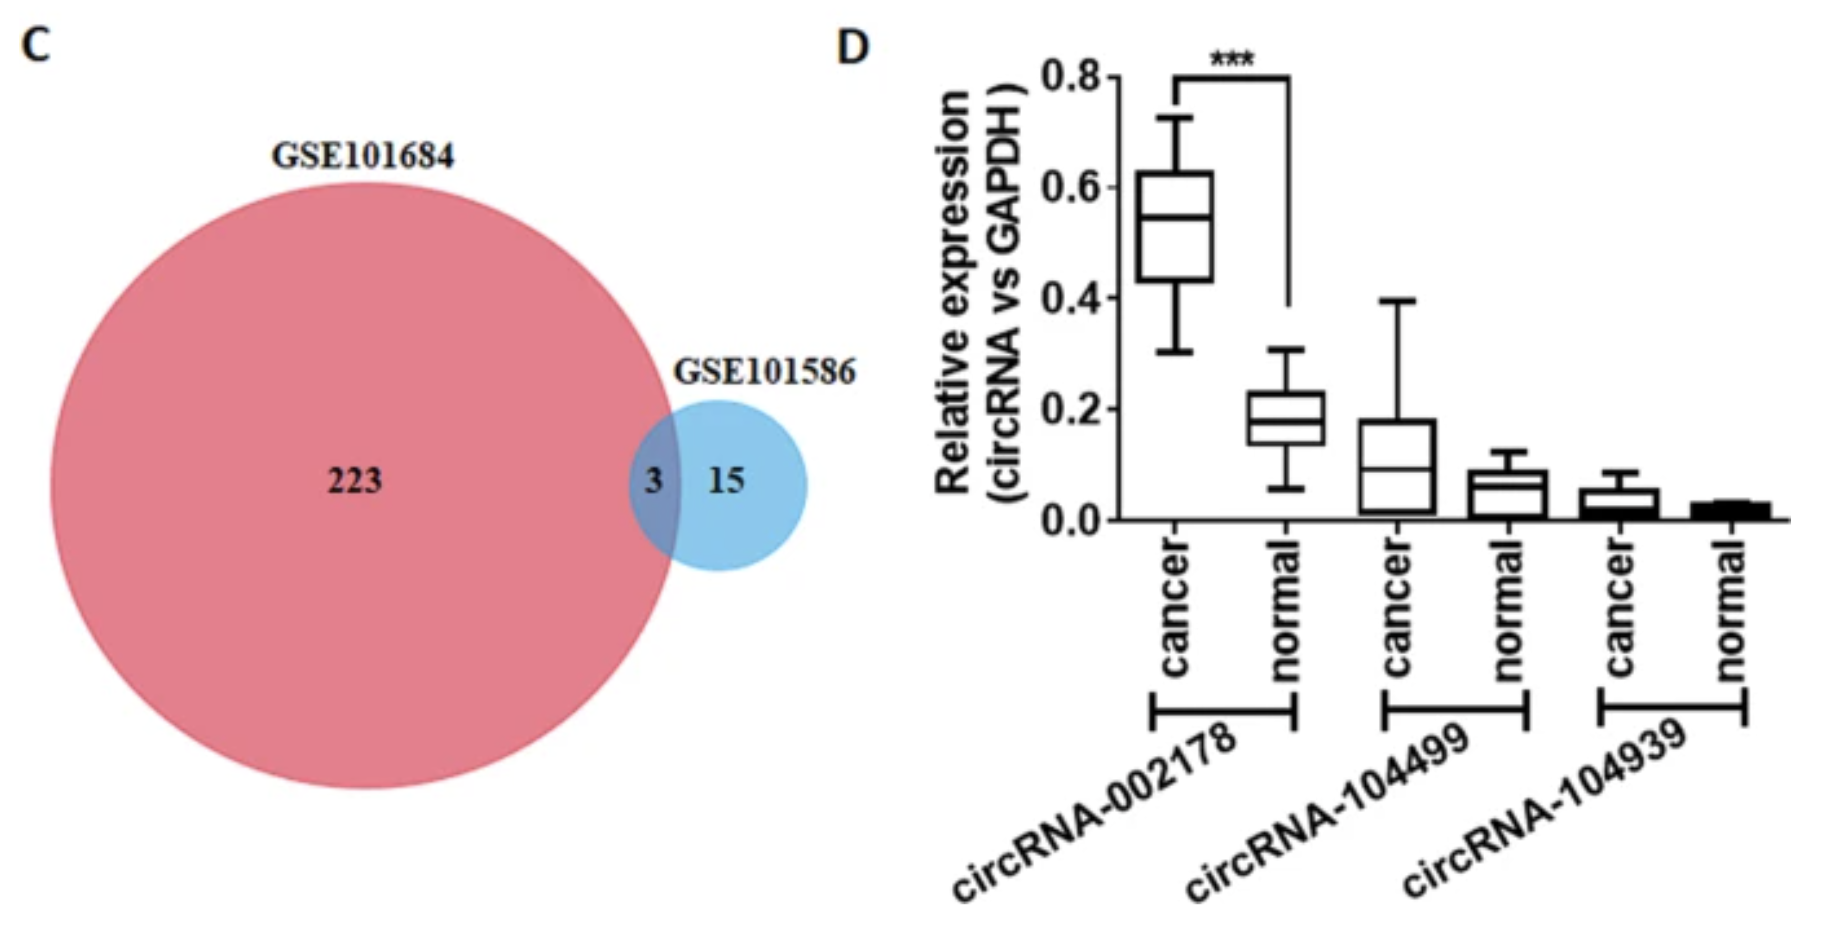 C
GSE101684
GSE101586
223
3
15
D
***
Relative expression
(circRNA vs GAPDH)
0.8
0.6
0.4
0.2
0.0
cancer
normal
cancer
normal
cancer
normal
circRNA-002178
circRNA-104499
circRNA-104939